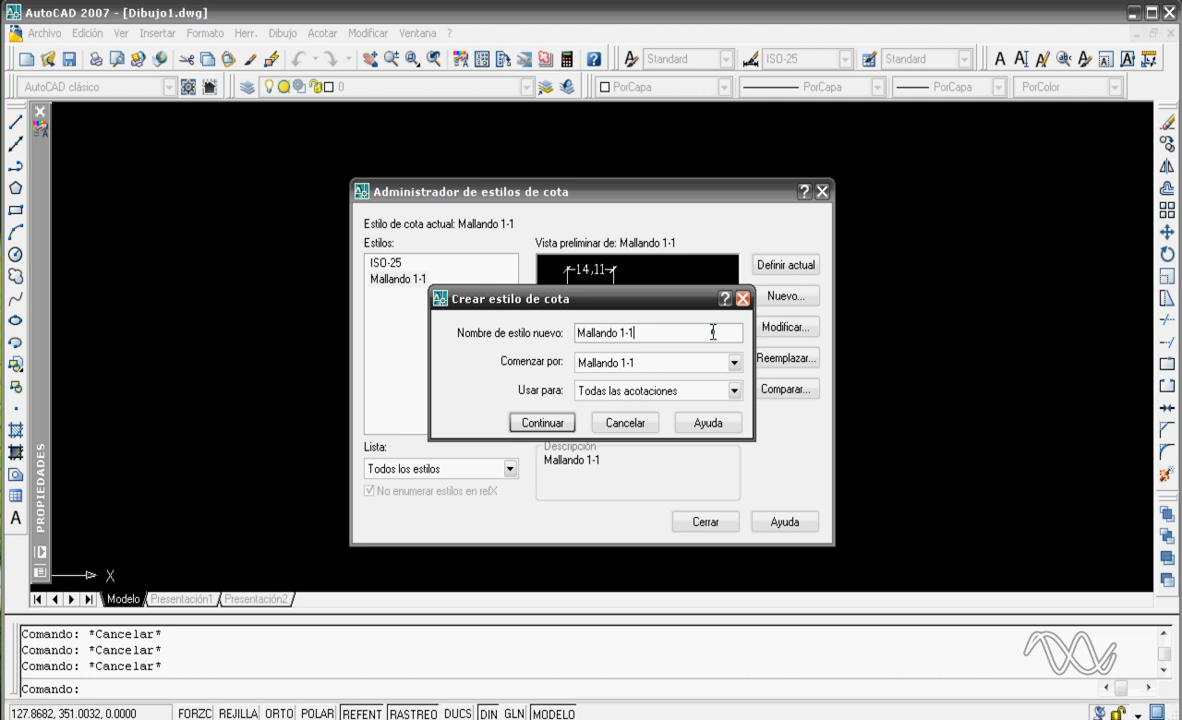 AutoCAD 2007 - [Dibujo1.dwg]
Archivo Edición Ver Insertar Formato Herr. Dibujo Acotar Modificar Ventana ?
Standard ISO-25 Standard
AutoCAD clásico 0 PorCapa PorCapa PorCapa PorColor
Administrador de estilos de cota
Estilo de cota actual: Mallando 1-1
Estilos: Vista preliminar de: Mallando 1-1
ISO-25
Mallando 1-1
14,11
Definir actual
Nuevo...
Modificar...
Reemplazar...
Comparar...
Crear estilo de cota
Nombre de estilo nuevo: Mallando 1-1
Comenzar por: Mallando 1-1
Usar para: Todas las acotaciones
Continuar Cancelar Ayuda
Lista:
Todos los estilos
No enumerar estilos en refX
Descripción
Mallando 1-1
Cerrar Ayuda
PROPIEDADES
X
Modelo Presentación1 Presentación2
Comando: *Cancelar*
Comando: *Cancelar*
Comando: *Cancelar*
Comando:
127.8682, 351.0032, 0.0000 FORZC REJILLA ORTO POLAR REFENT RASTREO DUCS DIN GLN MODELO